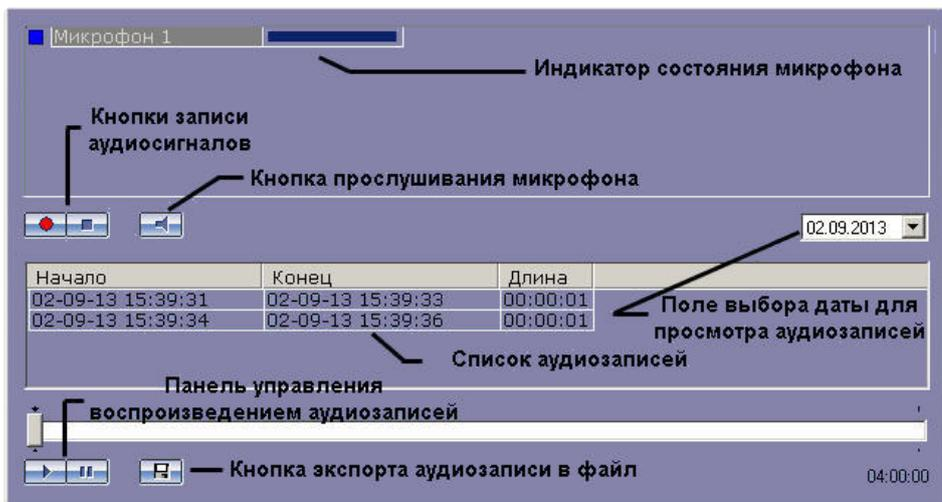 Микрофон 1
Индикатор состояния микрофона
Кнопки записи
аудиосигналов
Кнопка прослушивания микрофона
02.09.2013
Начало Конец Длина
02-09-13 15:39:31 02-09-13 15:39:33 00:00:01
02-09-13 15:39:34 02-09-13 15:39:36 00:00:01
Поле выбора даты для
просмотра аудиозаписей
Список аудиозаписей
Панель управления
воспроизведением аудиозаписей
Кнопка экспорта аудиозаписи в файл
04:00:00